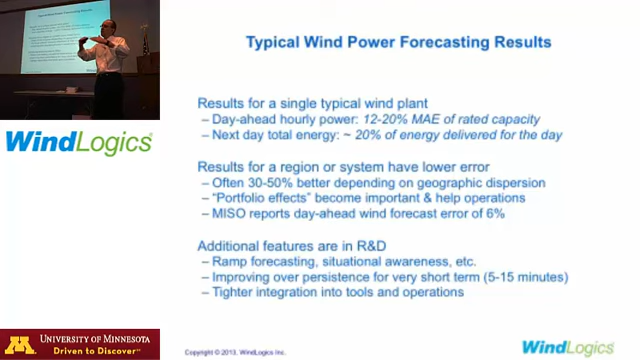 Typical Wind Power Forecasting Results
Results for a single typical wind plant
– Day-ahead hourly power: 12-20% MAE of rated capacity
– Next day total energy: ~ 20% of energy delivered for the day
WindLogics
Results for a region or system have lower error
– Often 30-50% better depending on geographic dispersion
– "Portfolio effects" become important & help operations
– MISO reports day-ahead wind forecast error of 6%
Additional features are in R&D
– Ramp forecasting, situational awareness, etc.
– Improving over persistence for very short term (5-15 minutes)
– Tighter integration into tools and operations
M
UNIVERSITY OF MINNESOTA
Driven to Discover
Copyright © 2013, WindLogics Inc.
WindLogics